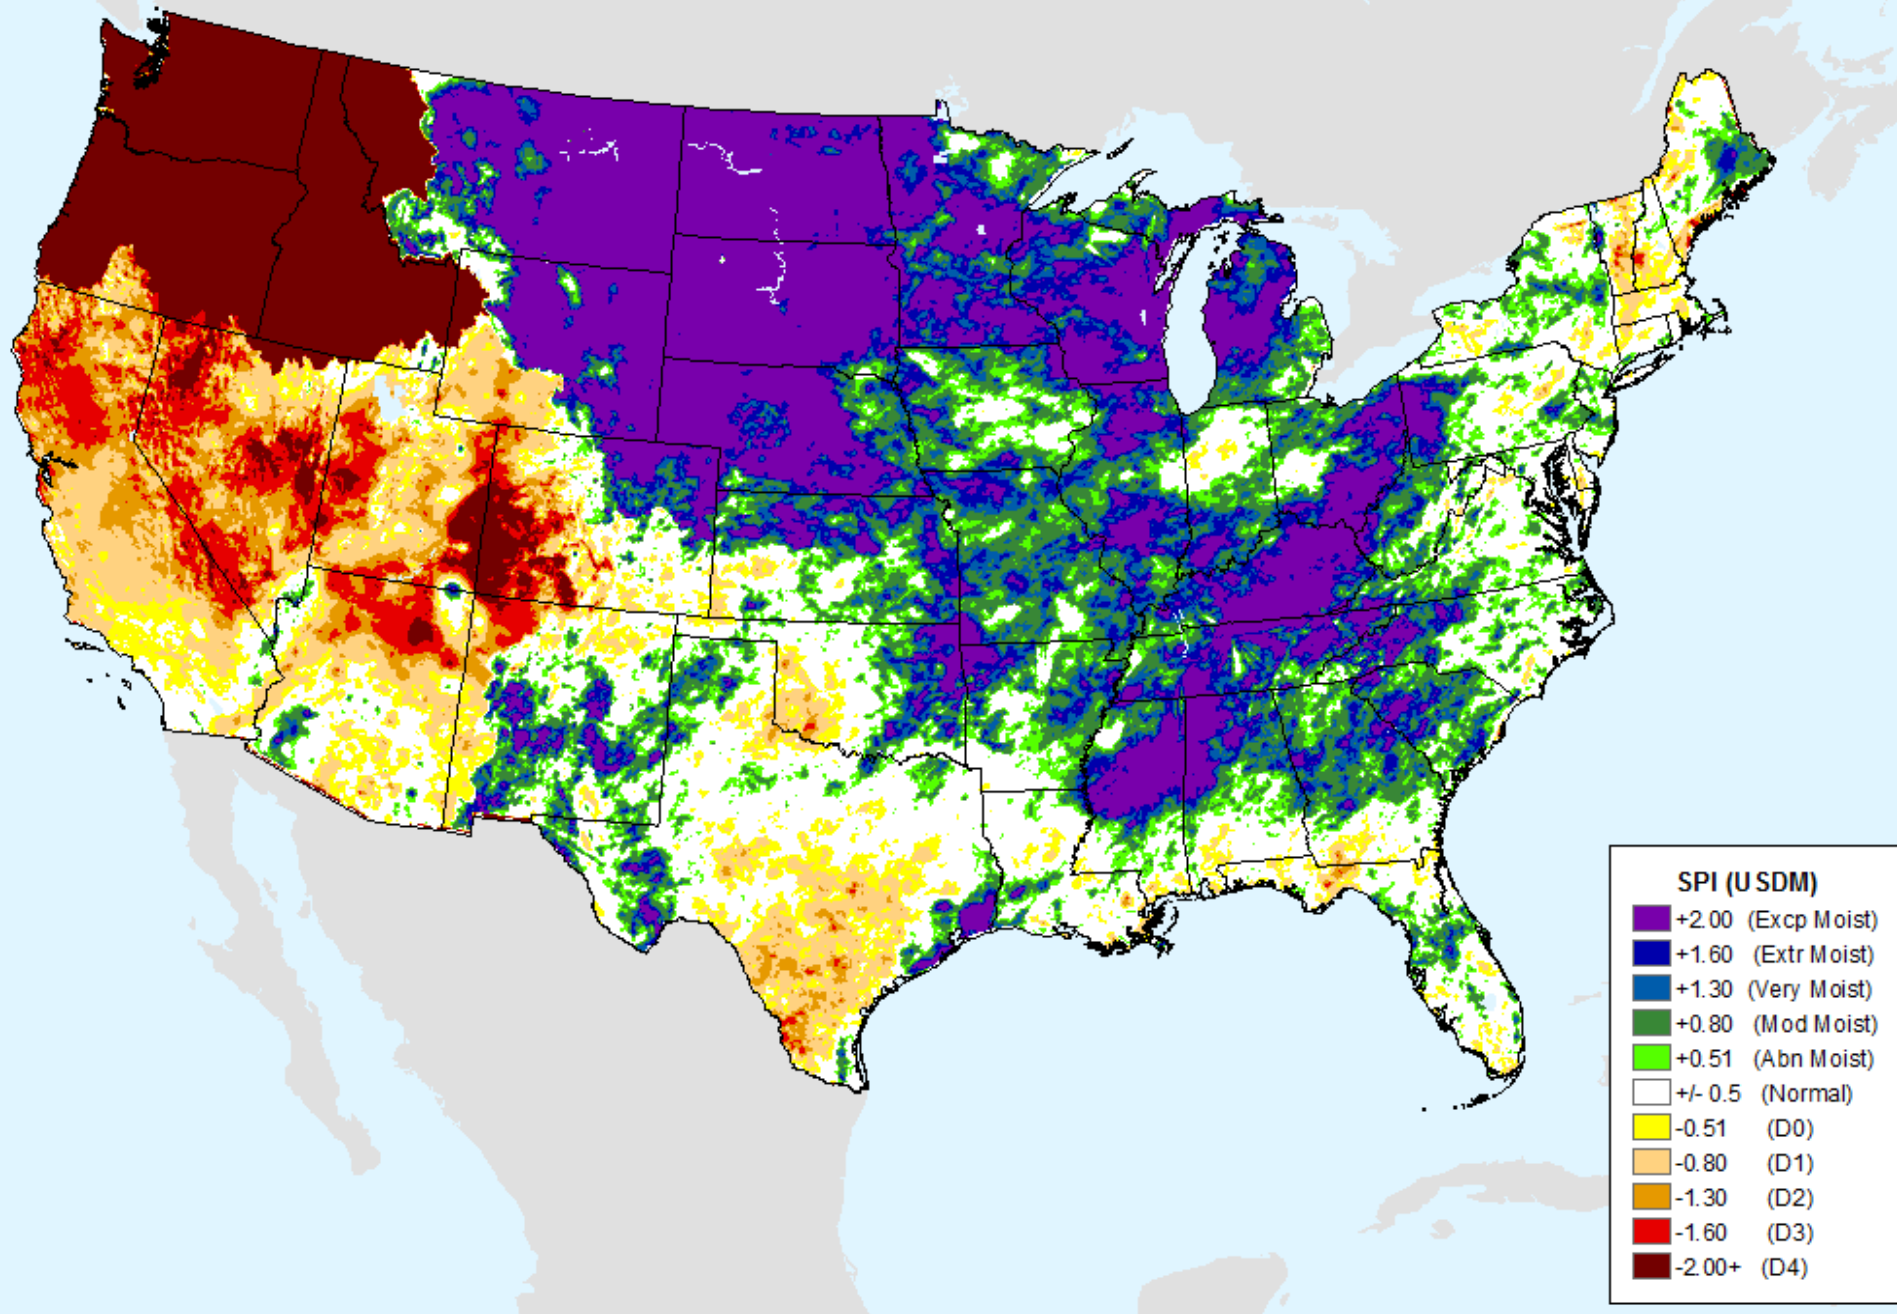 SPI (USDM)
+2.00 (Excp Moist)
+1.60 (Extr Moist)
+1.30 (Very Moist)
+0.80 (Mod Moist)
+0.51 (Abn Moist)
+/- 0.5 (Normal)
-0.51 (D0)
-0.80 (D1)
-1.30 (D2)
-1.60 (D3)
-2.00+ (D4)